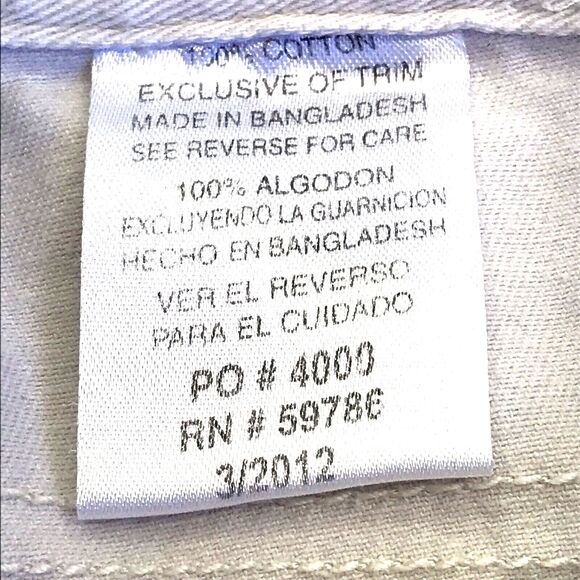 100% COTTON
EXCLUSIVE OF TRIM
MADE IN BANGLADESH
SEE REVERSE FOR CARE
100% ALGODON
EXCLUYENDO LA GUARNICION
HECHO EN BANGLADESH
VER EL REVERSO
PARA EL CUIDADO
PO # 4000
RN # 59786
3/2012